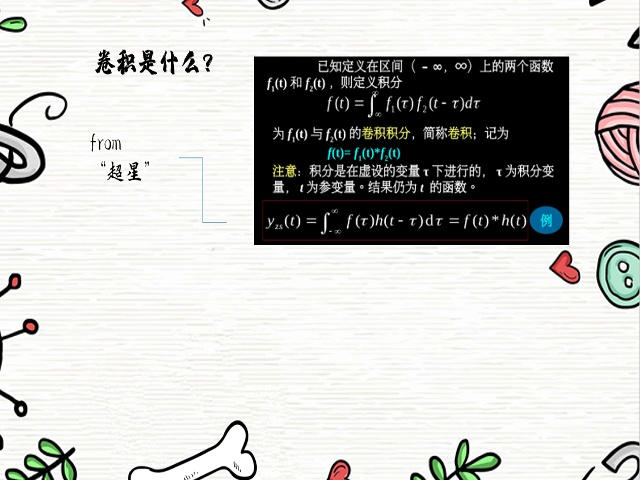 卷积是什么？
from
“超星”
已知定义在区间（ – ∞，∞）上的两个函数
f₁(t) 和 f₂(t) ，则定义积分
f(t) = ∫_{-∞}^{∞} f₁(τ) f₂(t − τ)dτ
为 f₁(t) 与 f₂(t) 的卷积积分，简称卷积；记为
f(t)= f₁(t)*f₂(t)
注意：积分是在虚设的变量 τ 下进行的， τ 为积分变
量， t 为参变量。结果仍为 t 的函数。
y_{zs}(t) = ∫_{-∞}^{∞} f(τ)h(t − τ)dτ = f(t) * h(t)
例